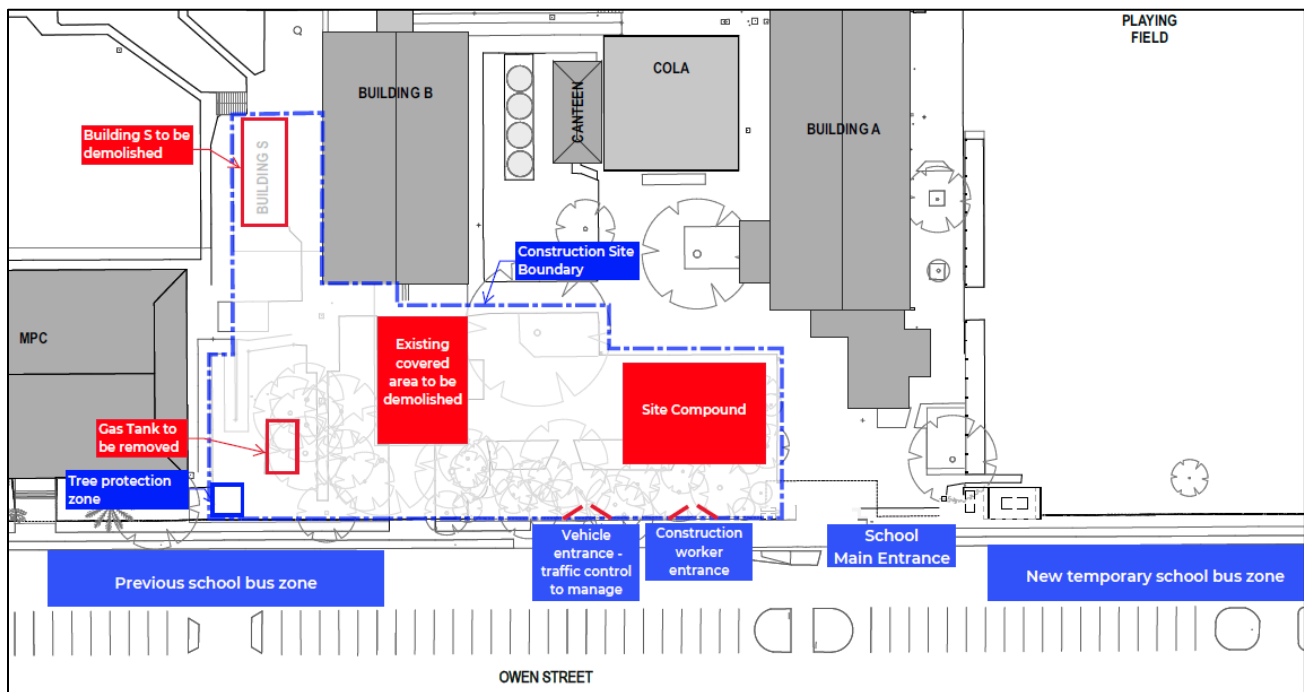 PLAYING
FIELD
COLA
BUILDING B
CANTEEN
BUILDING A
Building S to be
demolished
BUILDING S
Construction Site
Boundary
MPC
Existing
covered
area to be
demolished
Site Compound
Gas Tank to
be removed
Tree protection
zone
Vehicle
entrance -
traffic control
to manage
Construction
worker
entrance
School
Main Entrance
Previous school bus zone
New temporary school bus zone
OWEN STREET